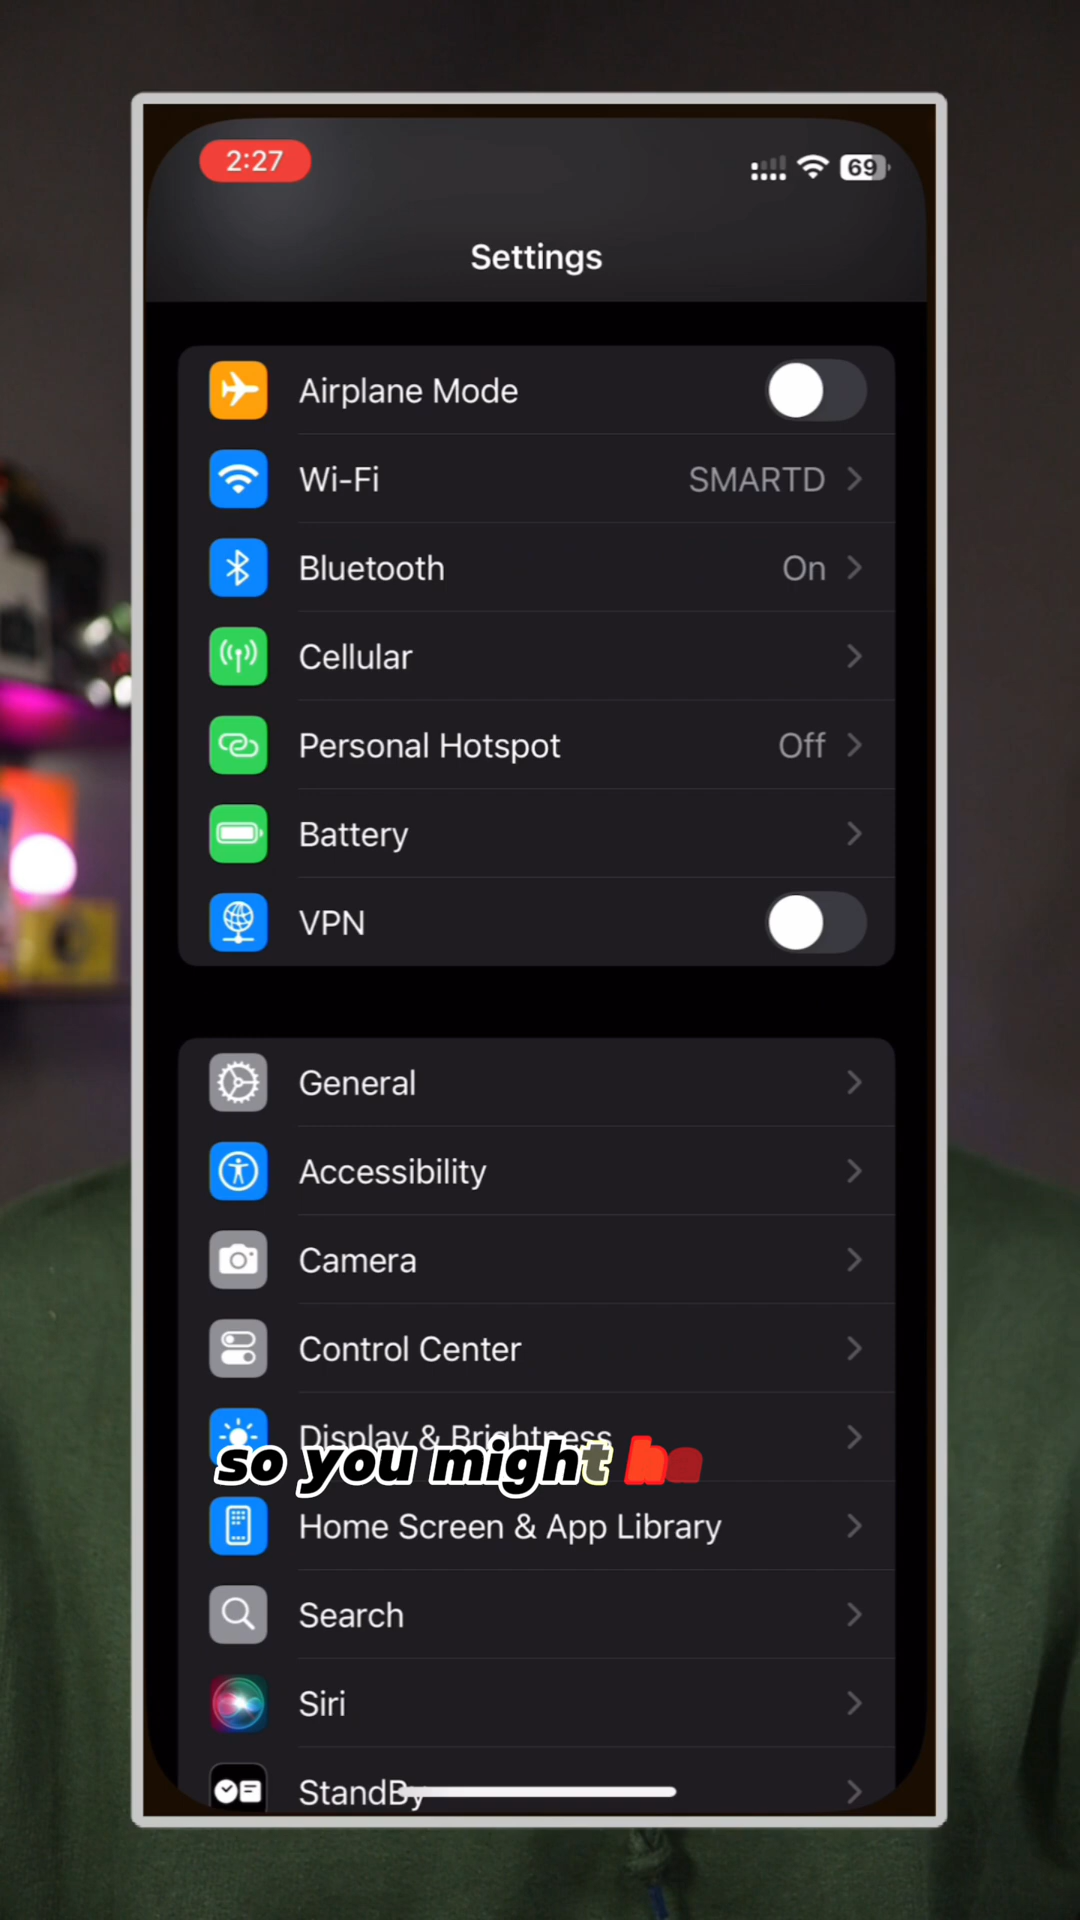 2:27
69
Settings
Airplane Mode
Wi-Fi SMARTD
Bluetooth On
Cellular
Personal Hotspot Off
Battery
VPN
General
Accessibility
Camera
Control Center
Display & Brightness
so you might
Home Screen & App Library
Search
Siri
StandBy